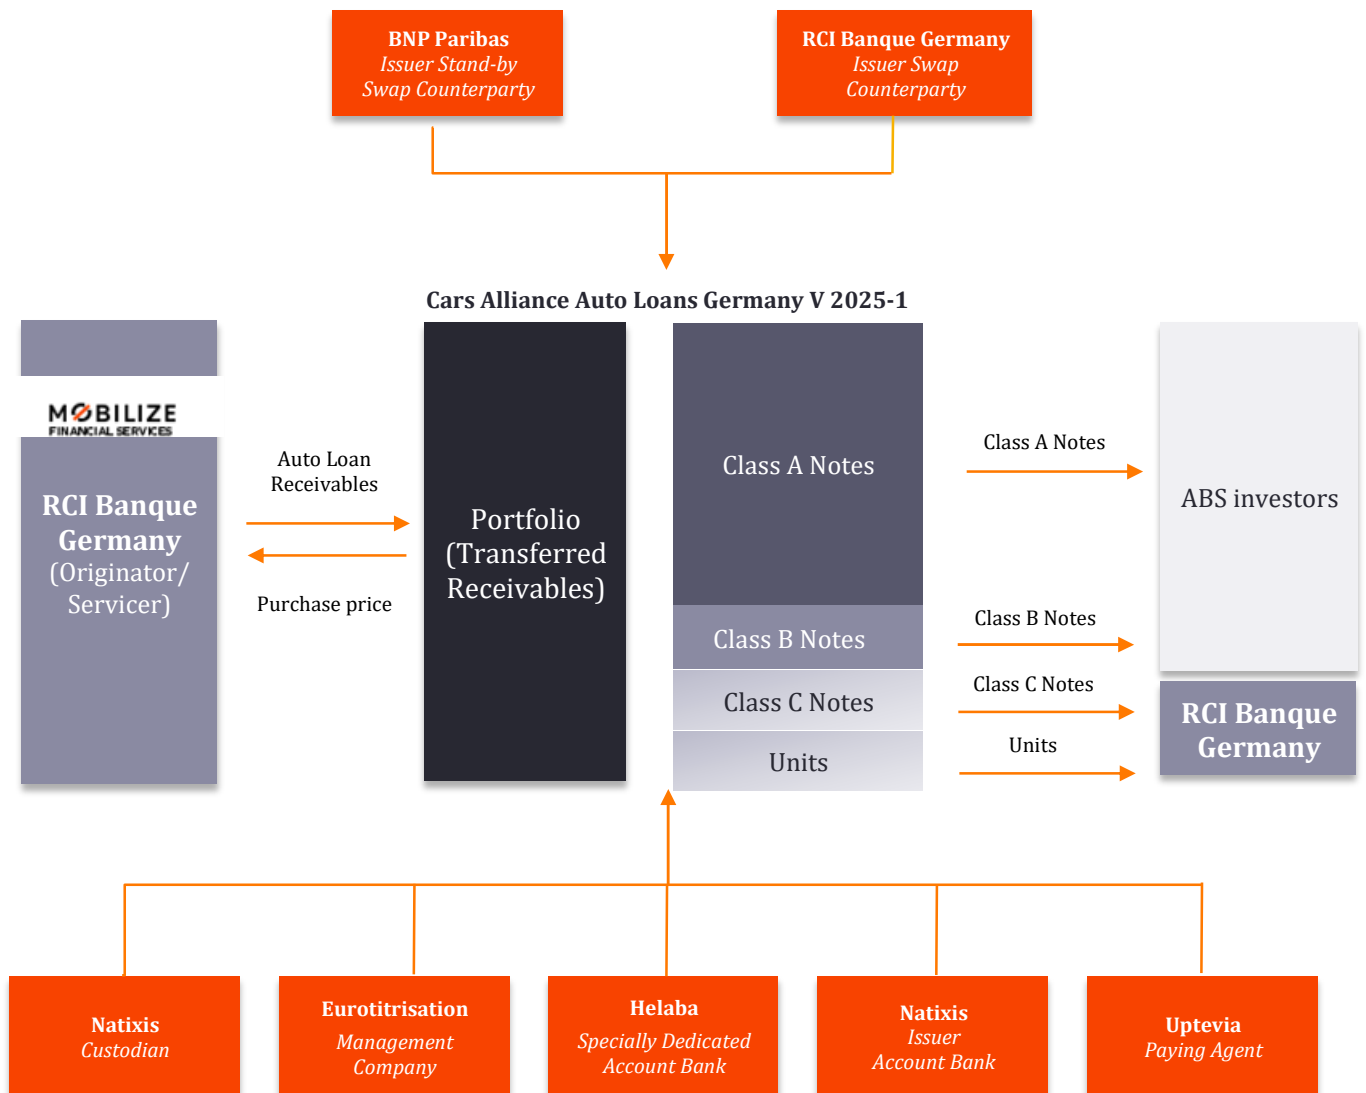 BNP Paribas
Issuer Stand-by
Swap Counterparty
RCI Banque Germany
Issuer Swap
Counterparty
Cars Alliance Auto Loans Germany V 2025-1
MOBILIZE
FINANCIAL SERVICES
RCI Banque
Germany
(Originator/
Servicer)
Auto Loan
Receivables
Purchase price
Portfolio
(Transferred
Receivables)
Class A Notes
Class B Notes
Class C Notes
Units
Class A Notes
Class B Notes
Class C Notes
Units
ABS investors
RCI Banque
Germany
Natixis
Custodian
Eurotitrisation
Management
Company
Helaba
Specially Dedicated
Account Bank
Natixis
Issuer
Account Bank
Uptevia
Paying Agent